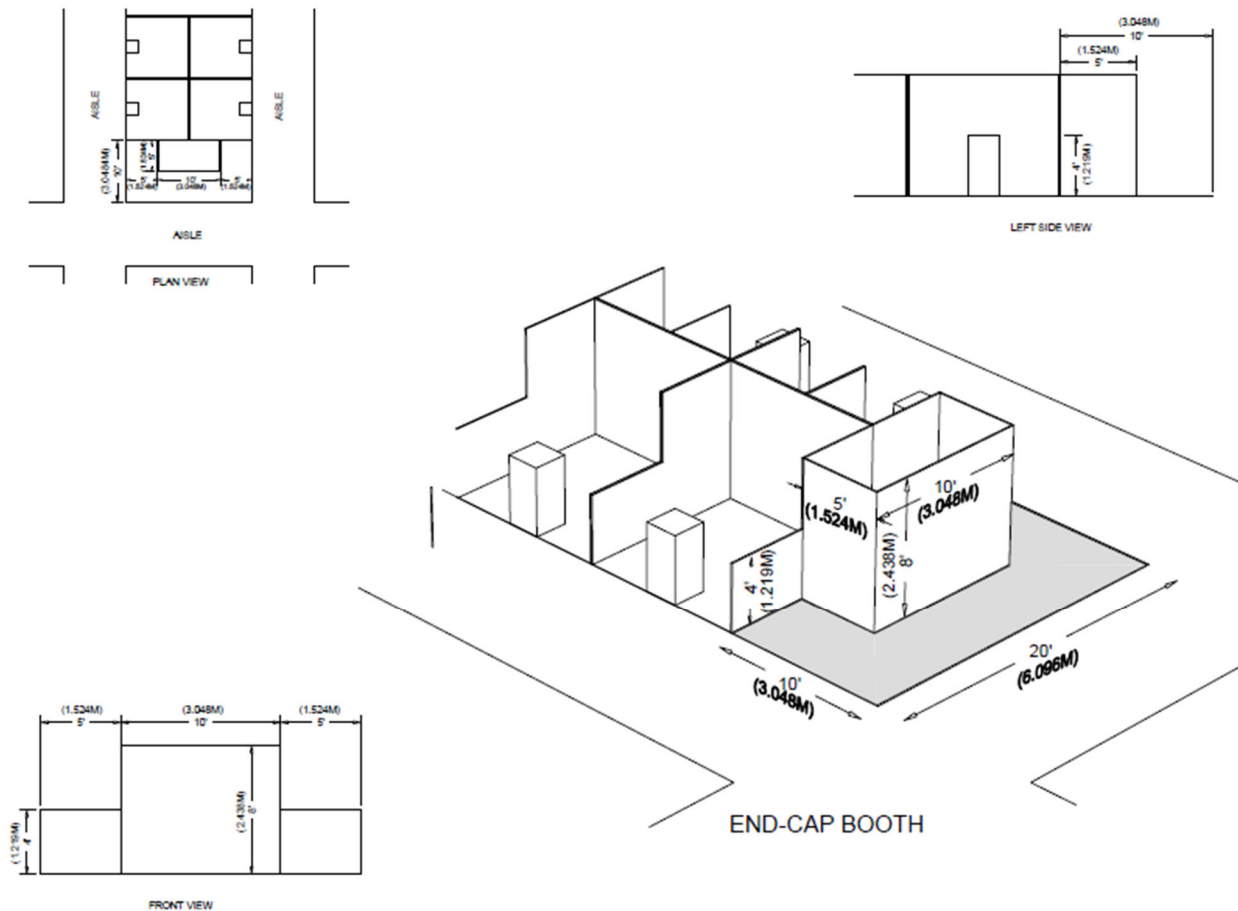 AISLE
AISLE
(3.0484M)
10'
(1.524M)
5'
10'
(1.524M)
(3.048M)
(1.524M)
AISLE
PLAN VIEW
(3.048M)
10'
(1.524M)
5'
4'
(1.219M)
LEFT SIDE VIEW
5'
(1.524M)
10'
(3.048M)
(2.438M)
8'
4'
(1.219M)
10'
(3.048M)
20'
(6.096M)
END-CAP BOOTH
(1.524M)
5'
(3.048M)
10'
(1.524M)
5'
(2.438M)
8'
(1.219M)
4'
FRONT VIEW